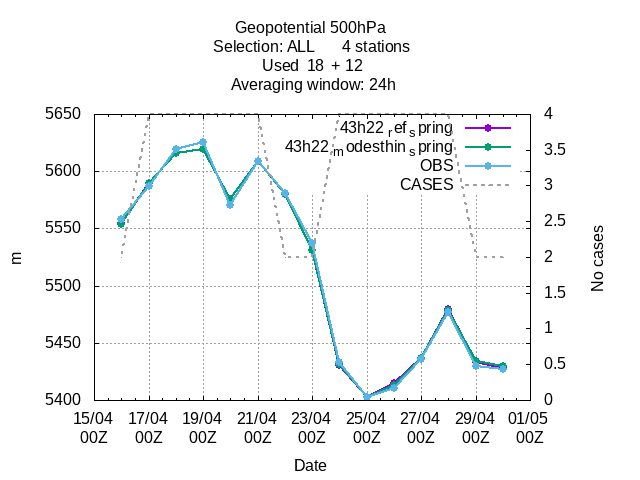 Geopotential 500hPa
Selection: ALL 4 stations
Used 18 + 12
Averaging window: 24h
5650
5600
5550
5500
5450
5400
m
4
3.5
3
2.5
2
1.5
1
0.5
0
No cases
43h22refspring
43h22modesthinspring
OBS
CASES
15/04 17/04 19/04 21/04 23/04 25/04 27/04 29/04 01/05
00Z 00Z 00Z 00Z 00Z 00Z 00Z 00Z 00Z
Date